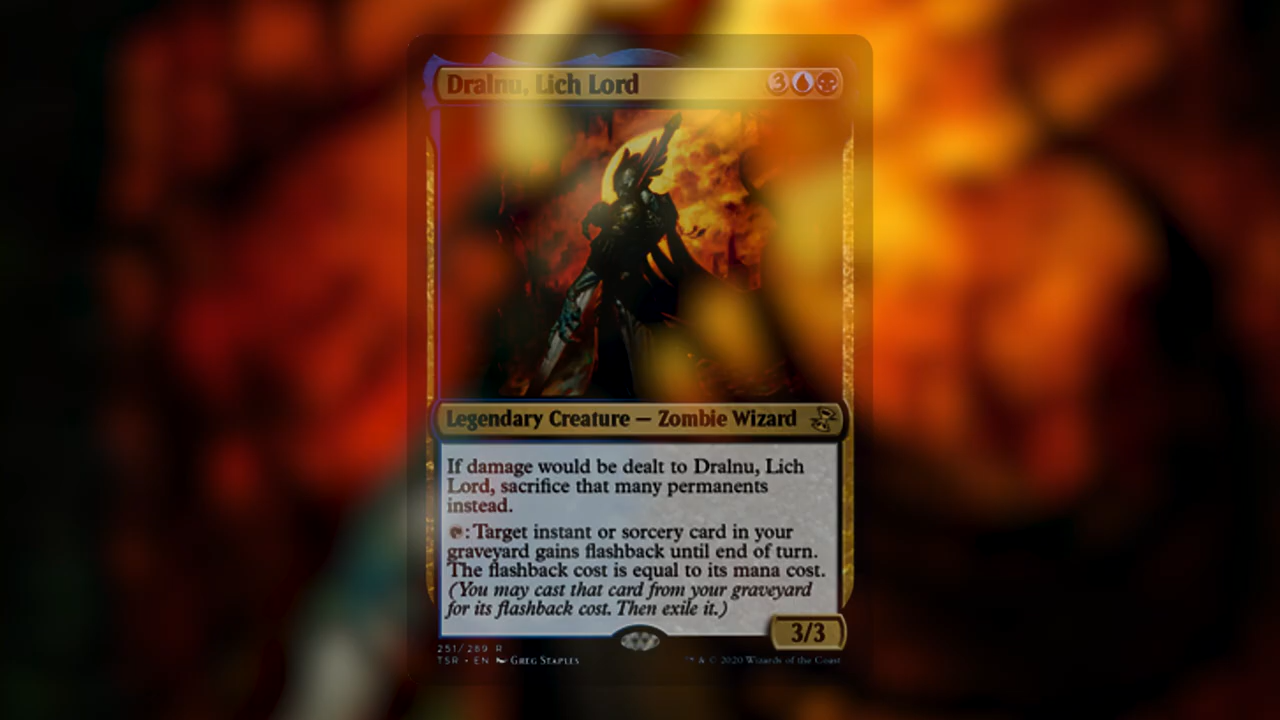 Dralnu, Lich Lord 3
Legendary Creature — Zombie Wizard
If damage would be dealt to Dralnu, Lich
Lord, sacrifice that many permanents
instead.
: Target instant or sorcery card in your
graveyard gains flashback until end of turn.
The flashback cost is equal to its mana cost.
(You may cast that card from your graveyard
for its flashback cost. Then exile it.)
3/3
251/289 R
TSR • EN Greg Staples
™ & © 2020 Wizards of the Coast